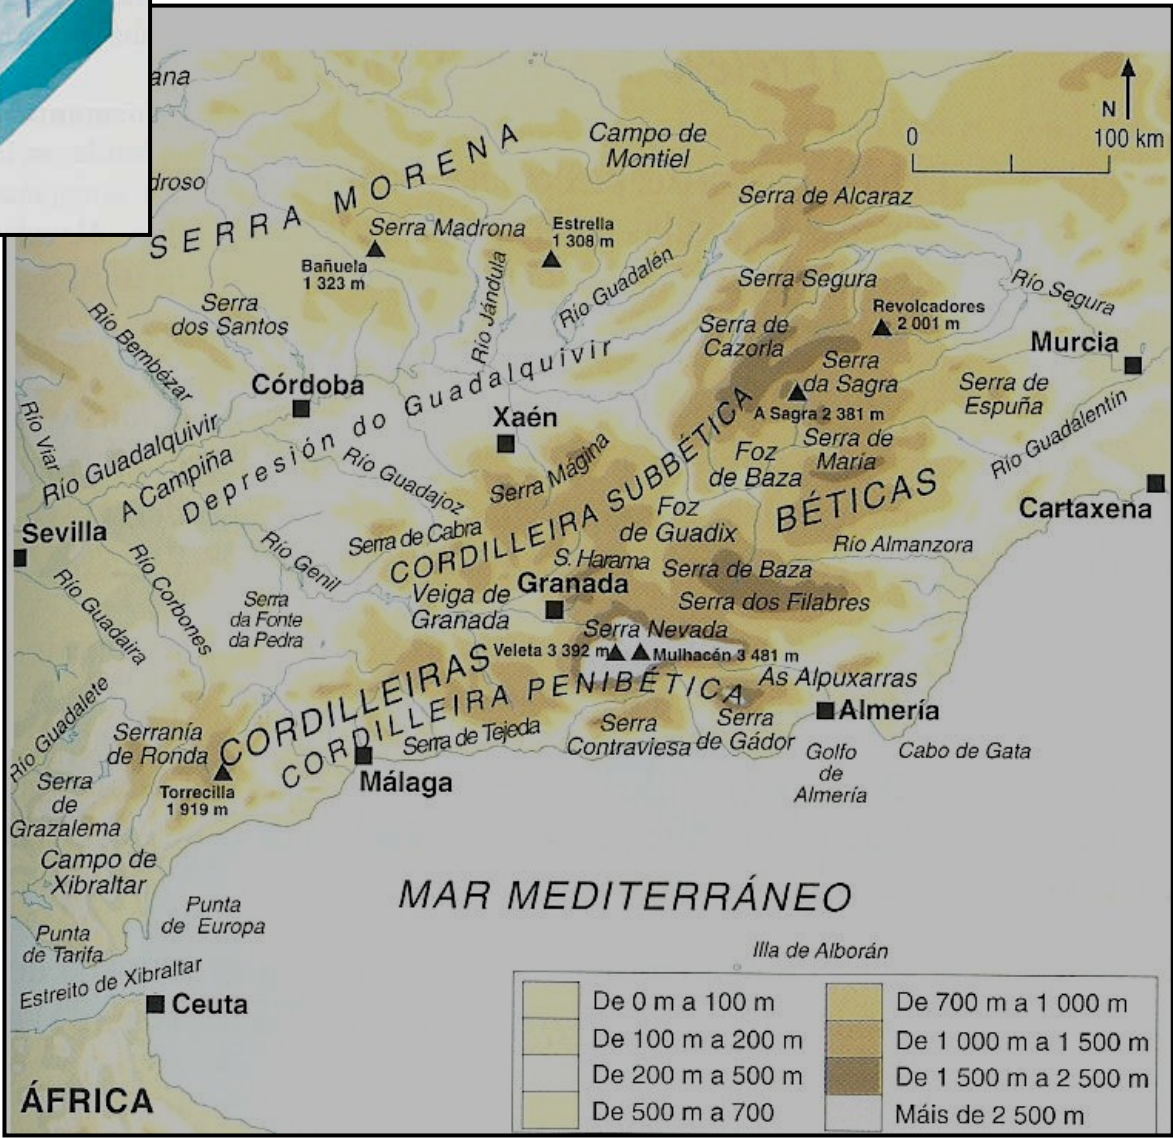 ana
N
0
100 km
droso
SERRA MORENA
Campo de
Montiel
Serra de Alcaraz
Serra Madrona
Estrella
1 308 m
Bañuela
1 323 m
Río Jándula
Río Guadalén
Serra Segura
Río Segura
Serra
dos Santos
Río Bembézar
Revolcadores
2 001 m
Serra de
Cazorla
Murcia
Serra
da Sagra
A Sagra 2 381 m
Serra de
Espuña
Córdoba
Depresión do Guadalquivir
Xaén
Río Viar
Río Guadalquivir
A Campiña
Río Guadajoz
Serra Mágina
CORDILLEIRA SUBBÉTICA
Foz
de Baza
Serra de
María
Río Guadalentín
BÉTICAS
Cartaxena
Sevilla
Serra de Cabra
Foz
de Guadix
Río Almanzora
Río Genil
S. Harama
Serra de Baza
Río Corbones
Río Guadaira
Veiga de
Granada
Granada
Serra dos Filabres
Serra
da Fonte
da Pedra
Serra Nevada
Veleta 3 392 m
Mulhacén 3 481 m
CORDILLEIRAS
CORDILLEIRA PENIBÉTICA
As Alpuxarras
Río Guadalete
Serranía
de Ronda
Serra de Tejeda
Serra
Contraviesa
Serra
de Gádor
Almería
Golfo
de
Almería
Cabo de Gata
Málaga
Torrecilla
1 919 m
Serra
de
Grazalema
Campo de
Xibraltar
MAR MEDITERRÁNEO
Punta
de Europa
Punta
de Tarifa
Illa de Alborán
Estreito de Xibraltar
Ceuta
ÁFRICA
De 0 m a 100 m
De 100 m a 200 m
De 200 m a 500 m
De 500 m a 700
De 700 m a 1 000 m
De 1 000 m a 1 500 m
De 1 500 m a 2 500 m
Máis de 2 500 m